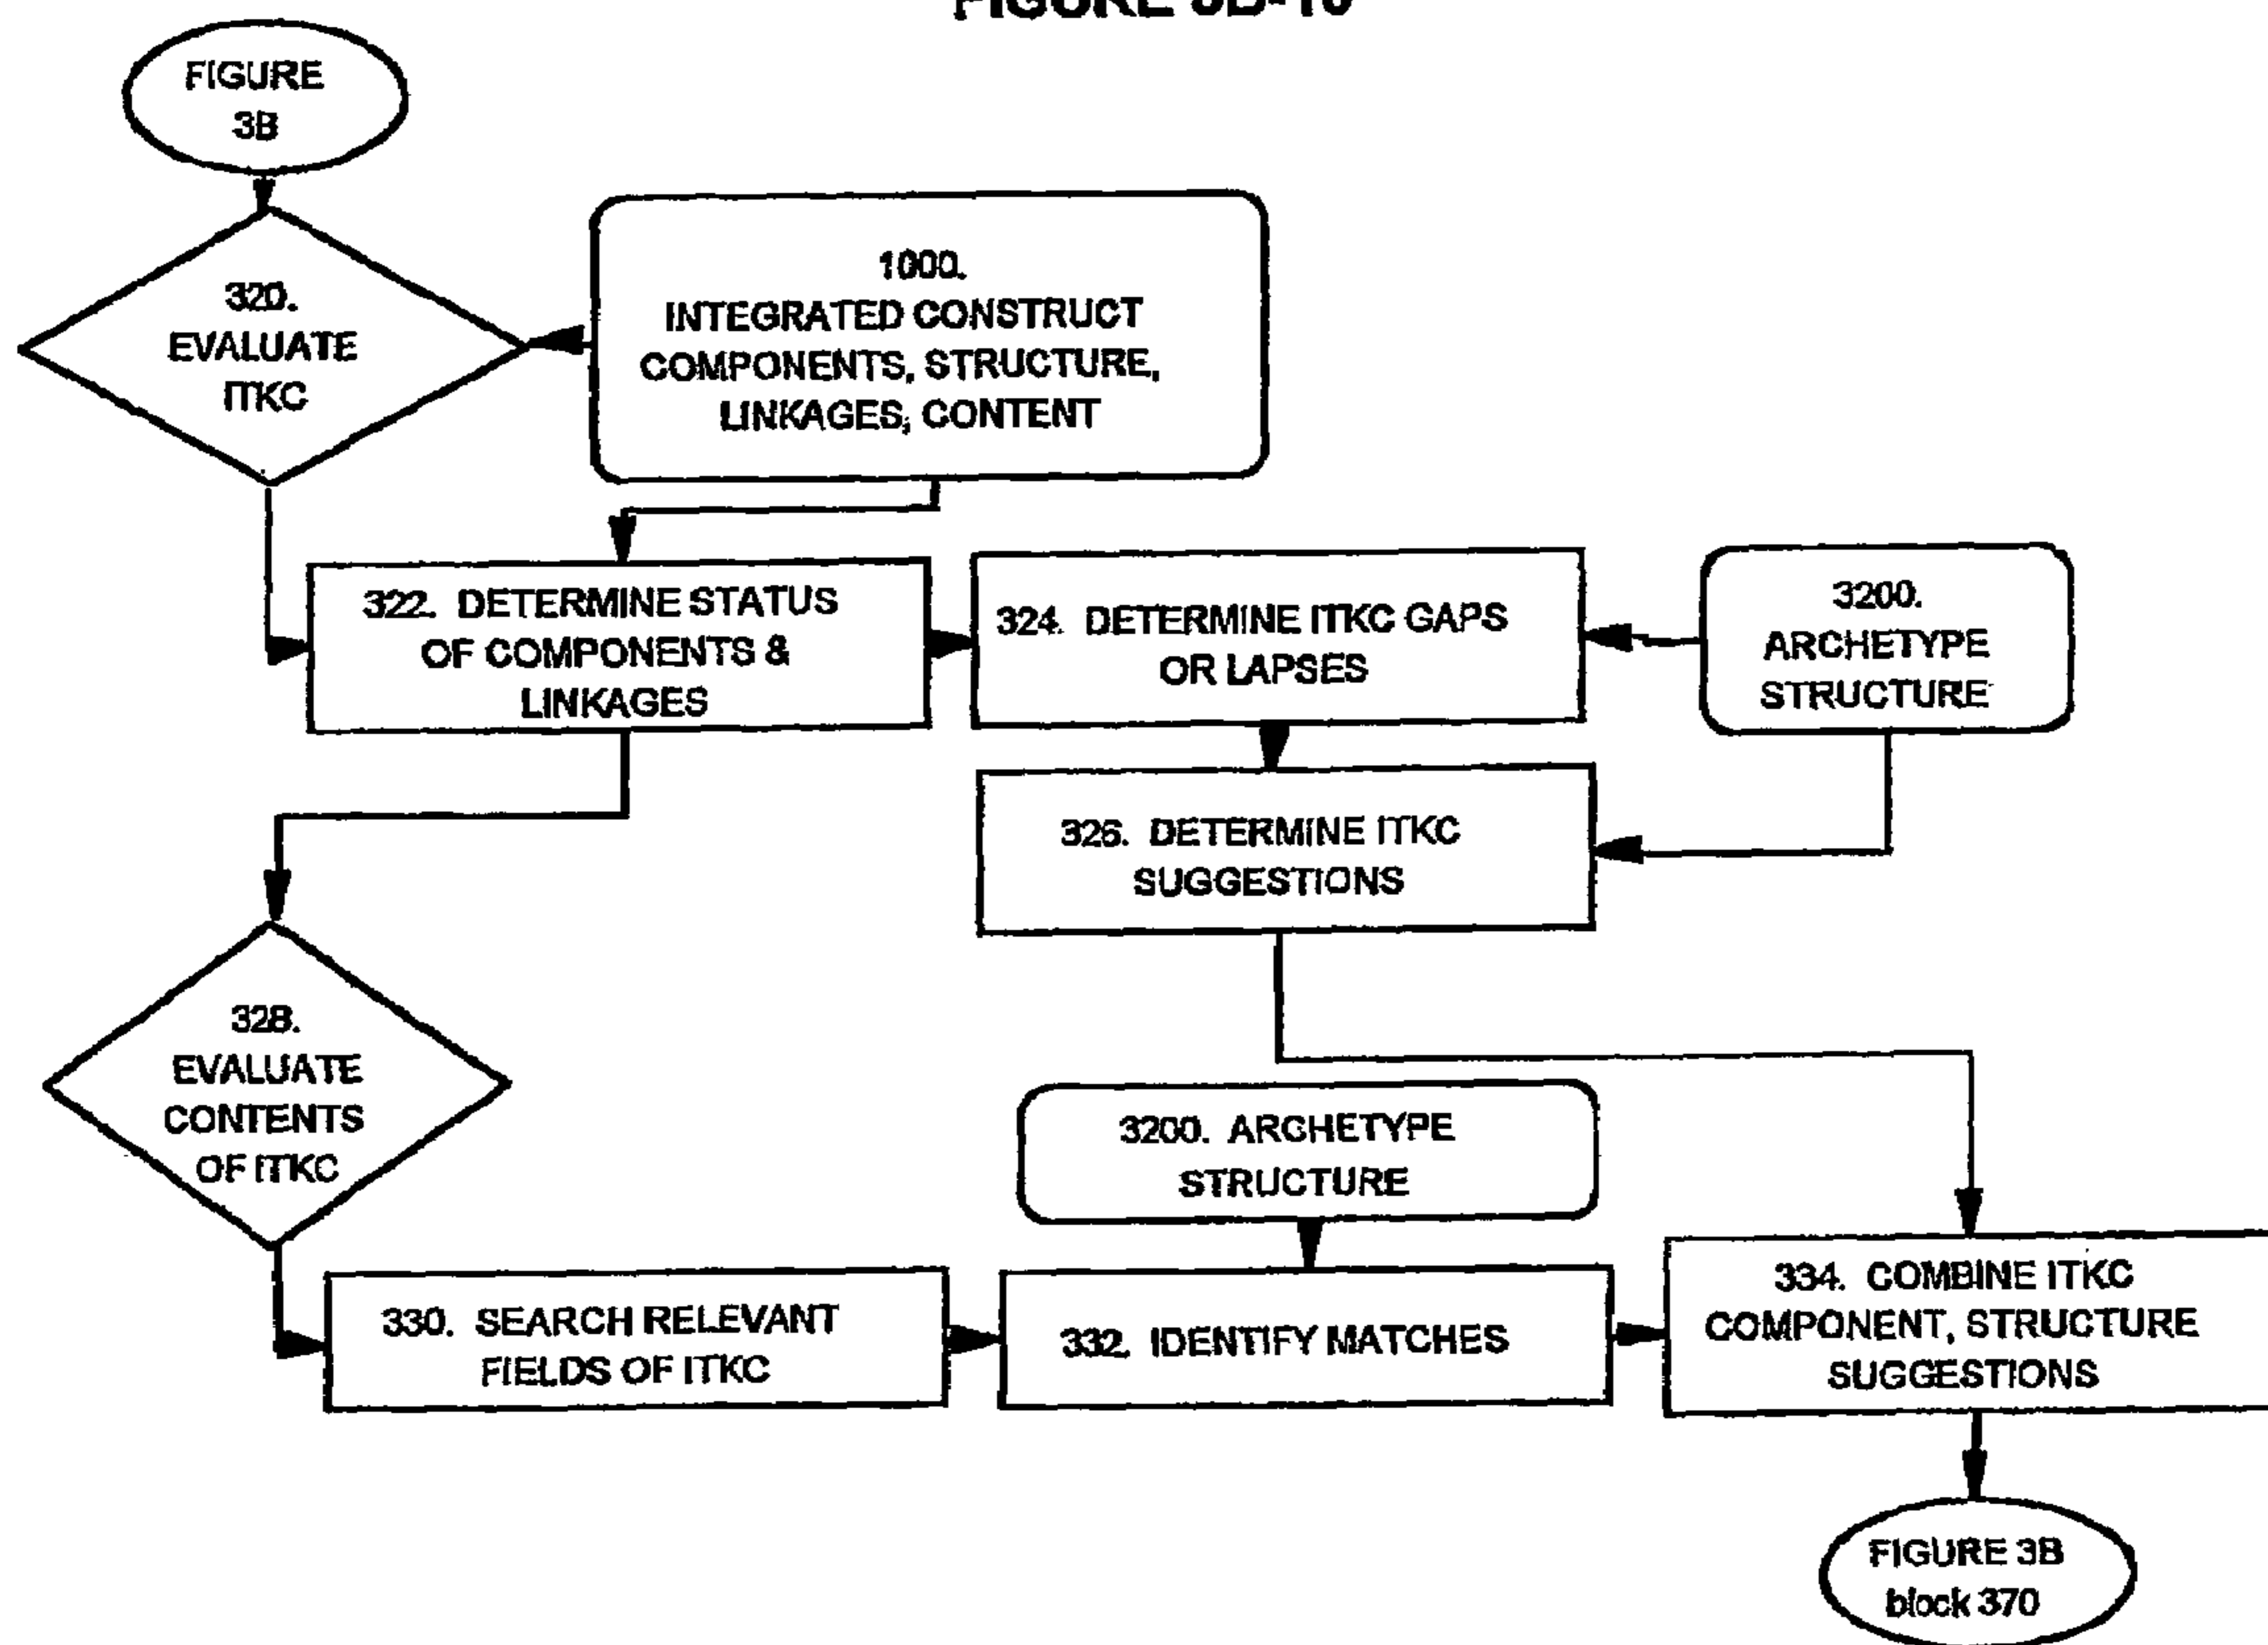 FIGURE
3B
320.
EVALUATE
ITKC
1000.
INTEGRATED CONSTRUCT
COMPONENTS, STRUCTURE,
LINKAGES, CONTENT
322. DETERMINE STATUS
OF COMPONENTS &
LINKAGES
324. DETERMINE ITKC GAPS
OR LAPSES
3200.
ARCHETYPE
STRUCTURE
326. DETERMINE ITKC
SUGGESTIONS
328.
EVALUATE
CONTENTS
OF ITKC
3200. ARCHETYPE
STRUCTURE
330. SEARCH RELEVANT
FIELDS OF ITKC
332. IDENTIFY MATCHES
334. COMBINE ITKC
COMPONENT, STRUCTURE
SUGGESTIONS
FIGURE 3B
block 370